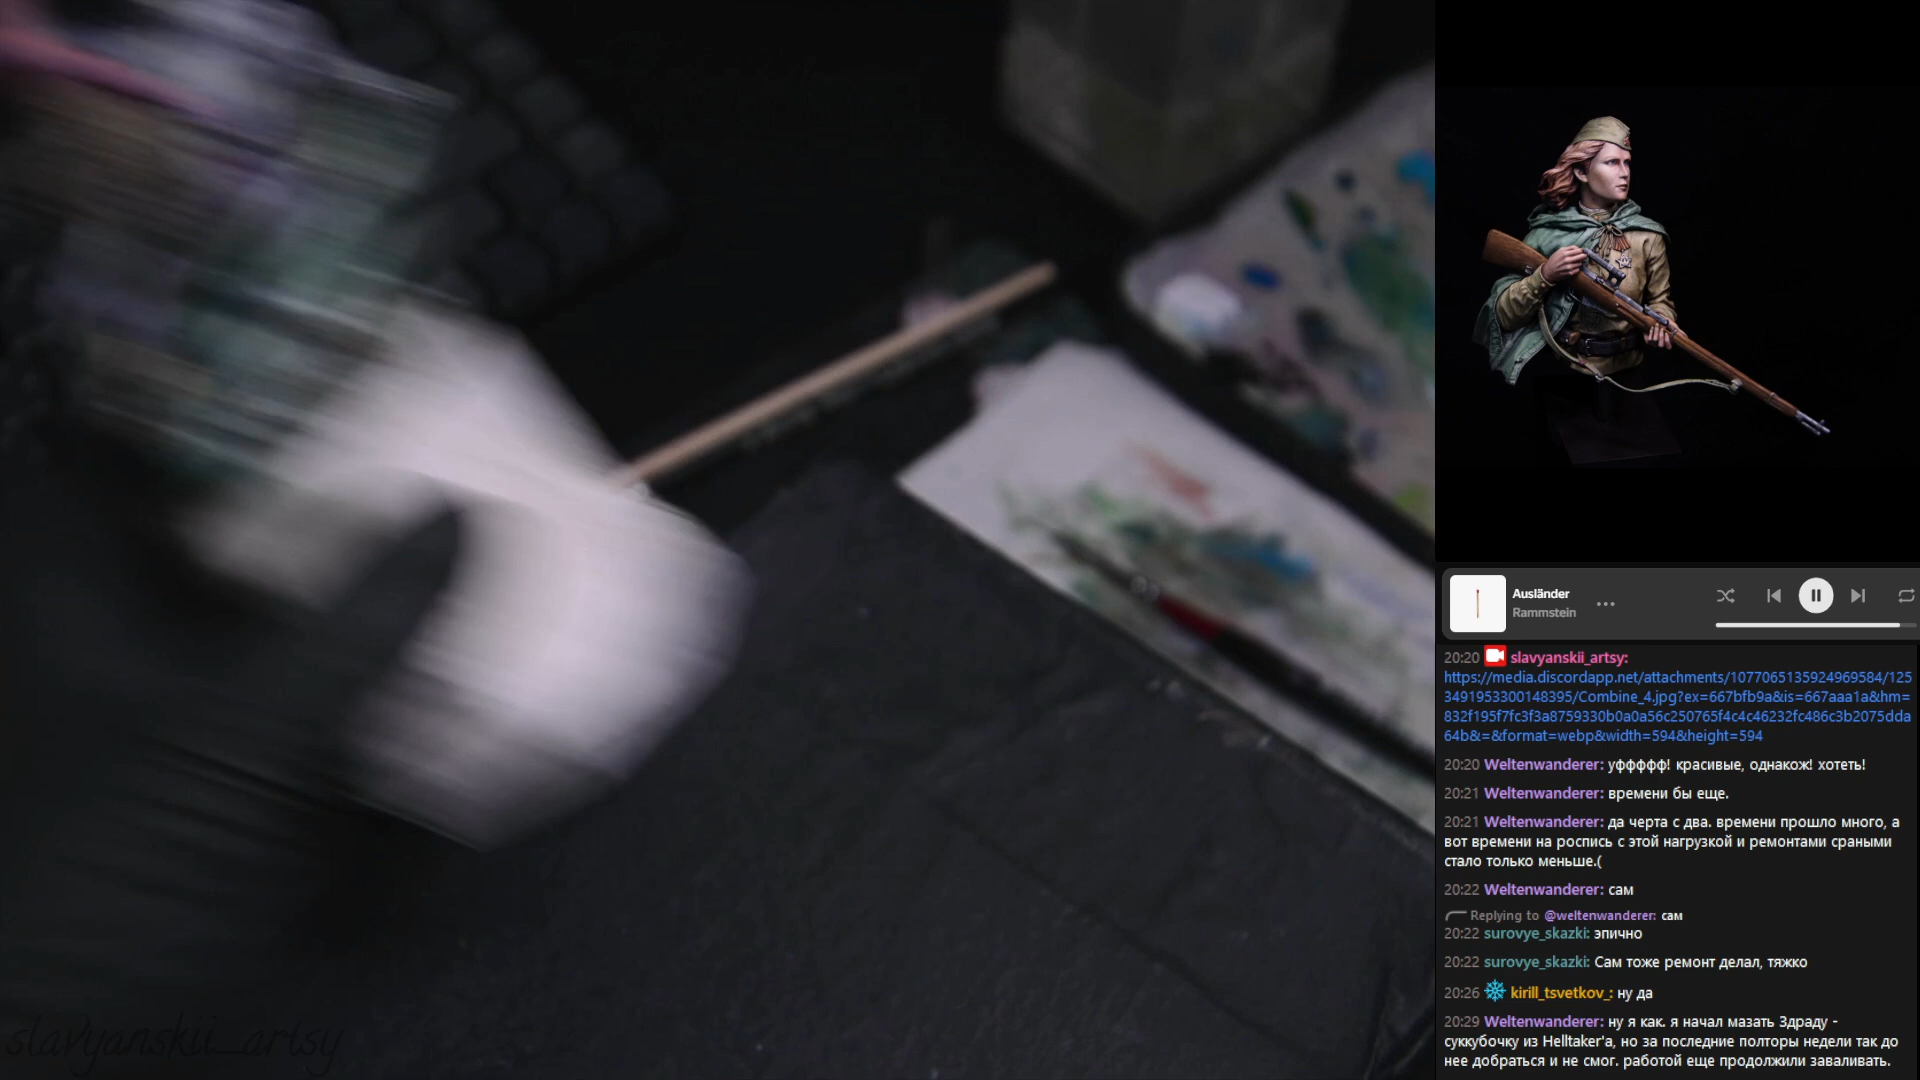 Ausländer
Rammstein
20:20 slavyanskii_artsy:
https://media.discordapp.net/attachments/1077065135924969584/125
3491953300148395/Combine_4.jpg?ex=667bfb9a&is=667aaa1a&hm=
832f195f7fc3f3a8759330b0a0a56c250765f4c4c46232fc486c3b2075dda
64b&=&format=webp&width=594&height=594
20:20 Weltenwanderer: уффффф! красивые, однакож! хотеть!
20:21 Weltenwanderer: времени бы еще.
20:21 Weltenwanderer: да черта с два. времени прошло много, а
вот времени на роспись с этой нагрузкой и ремонтами сраными
стало только меньше.(
20:22 Weltenwanderer: сам
Replying to @weltenwanderer: сам
20:22 surovye_skazki: эпично
20:22 surovye_skazki: Сам тоже ремонт делал, тяжко
20:26 kirill_tsvetkov_: ну да
20:29 Weltenwanderer: ну я как. я начал мазать Здраду -
суккубочку из Helltaker'а, но за последние полторы недели так до
нее добраться и не смог. работой еще продолжили заваливать.
slavyanskii_artsy